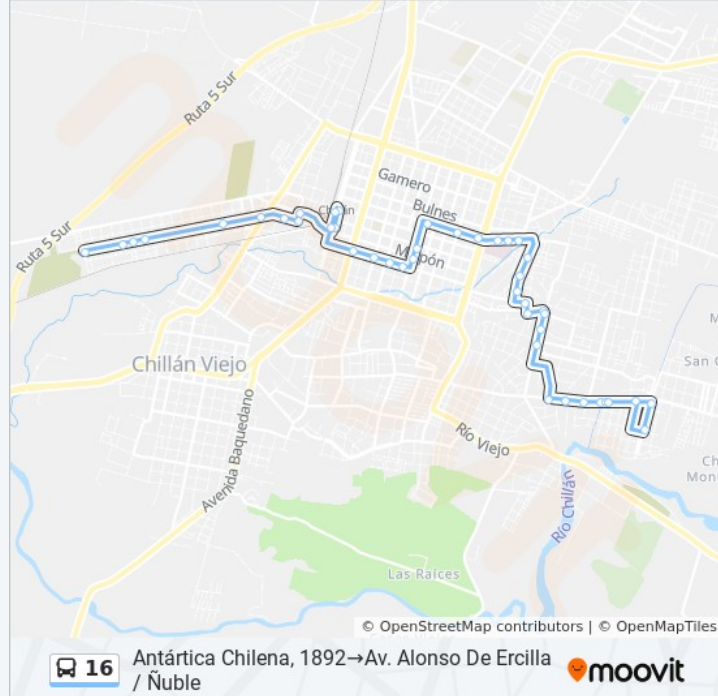 Ruta 5 Sur
Gamero
Bulnes
Ruta 5 Sur
Maipón
Chillán Viejo
San C
Río Viejo
Avenida Baquedano
Río Chillán
Las Raíces
© OpenStreetMap contributors | © OpenMapTiles
16
Antártica Chilena, 1892→Av. Alonso De Ercilla
/ Ñuble
moovit